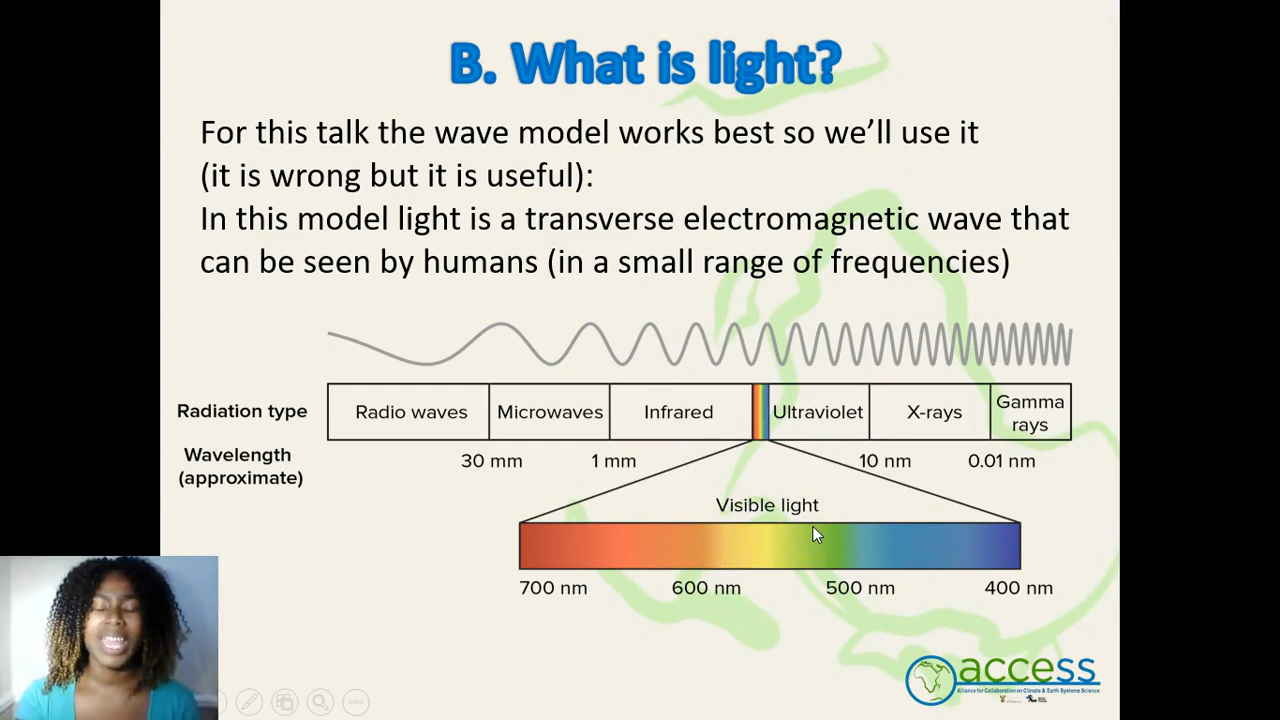 B. What is light?
For this talk the wave model works best so we’ll use it
(it is wrong but it is useful):
In this model light is a transverse electromagnetic wave that
can be seen by humans (in a small range of frequencies)
Radiation type
Radio waves
Microwaves
Infrared
Ultraviolet
X-rays
Gamma
rays
Wavelength
(approximate)
30 mm
1 mm
10 nm
0.01 nm
Visible light
700 nm
600 nm
500 nm
400 nm
access
Alliance for Collaboration on Climate & Earth Systems Science